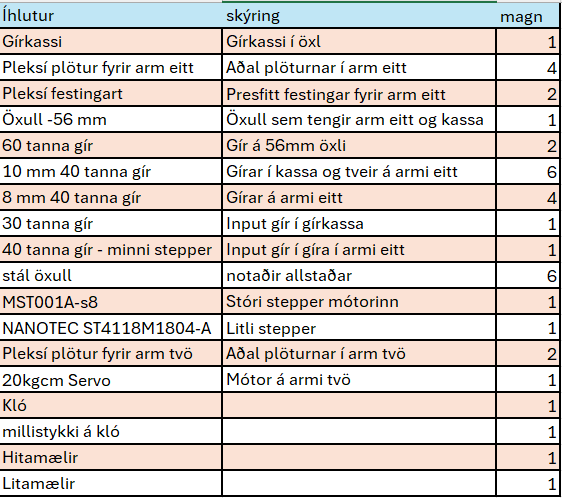 Íhlutur skýring magn
Gírkassi Gírkassi í öxl 1
Pleksí plötur fyrir arm eitt Aðal plöturnar í arm eitt 4
Pleksí festingart Presfitt festingar fyrir arm eitt 2
Öxull -56 mm Öxull sem tengir arm eitt og kassa 1
60 tanna gír Gír á 56mm öxli 2
10 mm 40 tanna gír Gírar í kassa og tveir á armi eitt 6
8 mm 40 tanna gír Gírar á armi eitt 4
30 tanna gír Input gír í gírkassa 1
40 tanna gír - minni stepper Input gír í gíra í armi eitt 1
stál öxull notaðir allstaðar 6
MST001A-s8 Stóri stepper mótorinn 1
NANOTEC ST4118M1804-A Litli stepper 1
Pleksí plötur fyrir arm tvö Aðal plöturnar í arm tvö 2
20kgcm Servo Mótor á armi tvö 1
Kló 1
millistykki á kló 1
Hitamælir 1
Litamælir 1